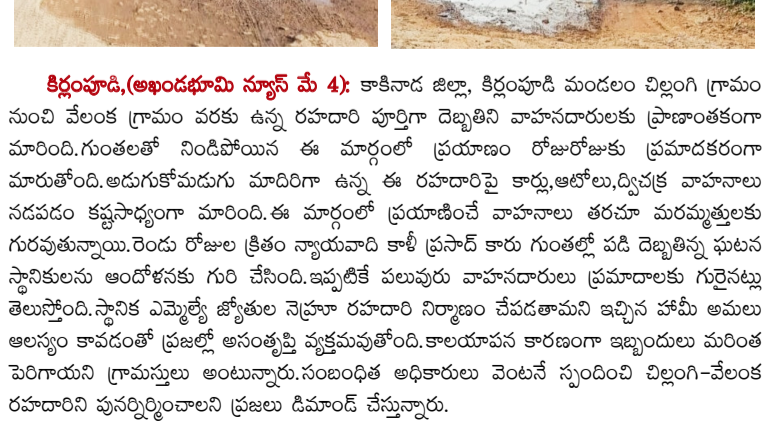 కిర్లంపూడి,(అఖండభూమి న్యూస్ మే 4): కాకినాడ జిల్లా, కిర్లంపూడి మండలం చిల్లంగి గ్రామం
నుంచి వేలంక గ్రామం వరకు ఉన్న రహదారి పూర్తిగా దెబ్బతిని వాహనదారులకు ప్రాణాంతకంగా
మారింది.గుంతలతో నిండిపోయిన ఈ మార్గంలో ప్రయాణం రోజురోజుకు ప్రమాదకరంగా
మారుతోంది.అడుగుకోమడుగు మాదిరిగా ఉన్న ఈ రహదారిపై కార్లు,ఆటోలు,ద్విచక్ర వాహనాలు
నడపడం కష్టసాధ్యంగా మారింది.ఈ మార్గంలో ప్రయాణించే వాహనాలు తరచూ మరమ్మత్తులకు
గురవుతున్నాయి.రెండు రోజుల క్రితం న్యాయవాది కాళీ ప్రసాద్ కారు గుంతల్లో పడి దెబ్బతిన్న ఘటన
స్థానికులను ఆందోళనకు గురి చేసింది.ఇప్పటికే పలువురు వాహనదారులు ప్రమాదాలకు గురైనట్లు
తెలుస్తోంది.స్థానిక ఎమ్మెల్యే జ్యోతుల నెహ్రూ రహదారి నిర్మాణం చేపడతామని ఇచ్చిన హామీ అమలు
ఆలస్యం కావడంతో ప్రజల్లో అసంతృప్తి వ్యక్తమవుతోంది.కాలయాపన కారణంగా ఇబ్బందులు మరింత
పెరిగాయని గ్రామస్తులు అంటున్నారు.సంబంధిత అధికారులు వెంటనే స్పందించి చిల్లంగి-వేలంక
రహదారిని పునర్నిర్మించాలని ప్రజలు డిమాండ్ చేస్తున్నారు.